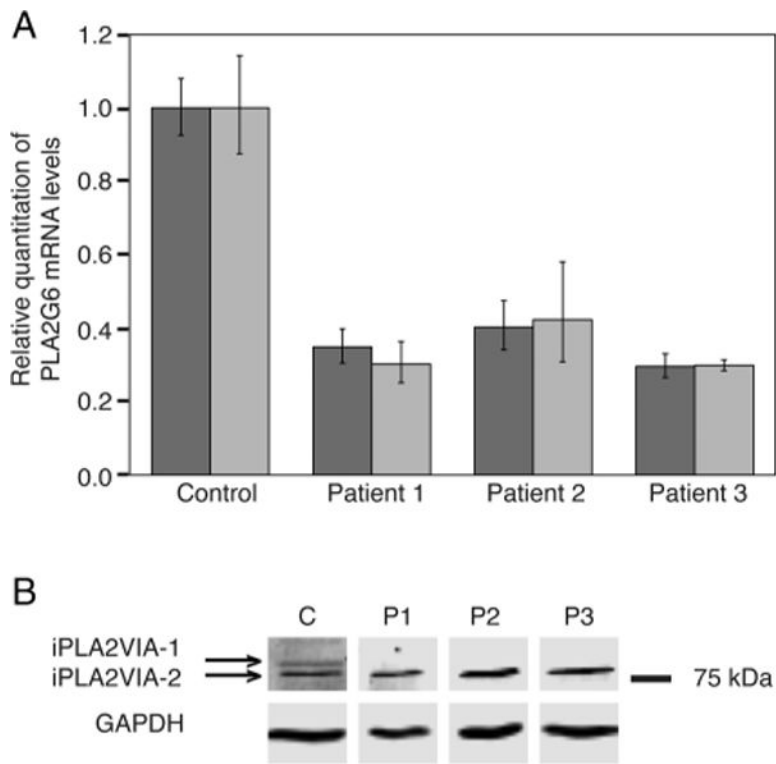 A
Relative quantitation of
PLA2G6 mRNA levels
1.2
1.0
0.8
0.6
0.4
0.2
0.0
Control Patient 1 Patient 2 Patient 3
B
C P1 P2 P3
iPLA2VIA-1
iPLA2VIA-2
75 kDa
GAPDH